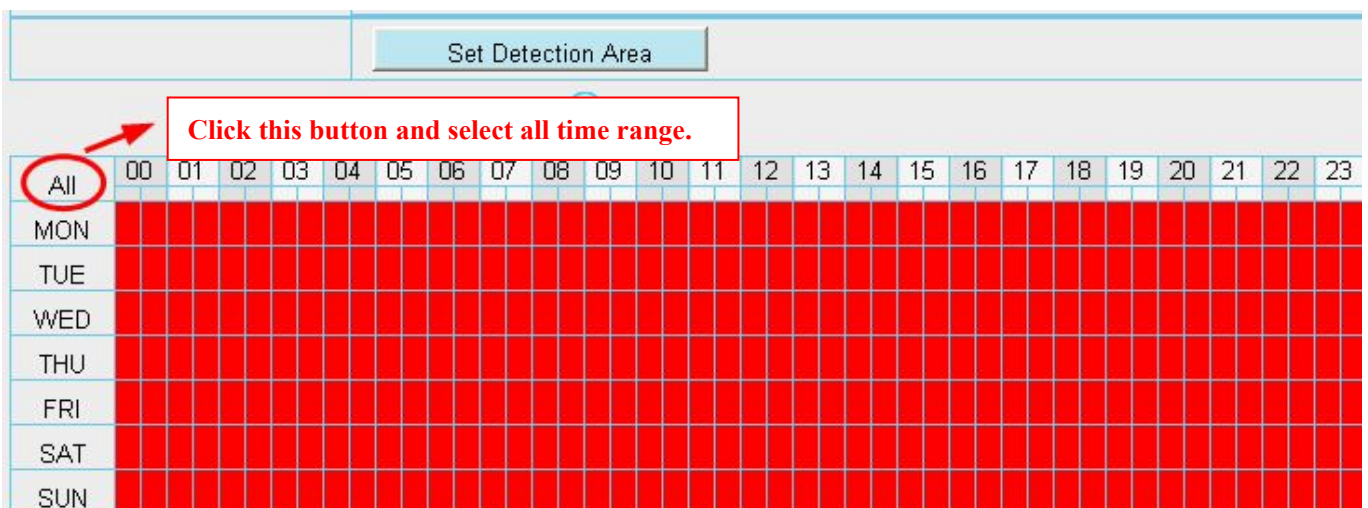 Set Detection Area
Click this button and select all time range.
All 00 01 02 03 04 05 06 07 08 09 10 11 12 13 14 15 16 17 18 19 20 21 22 23
MON
TUE
WED
THU
FRI
SAT
SUN